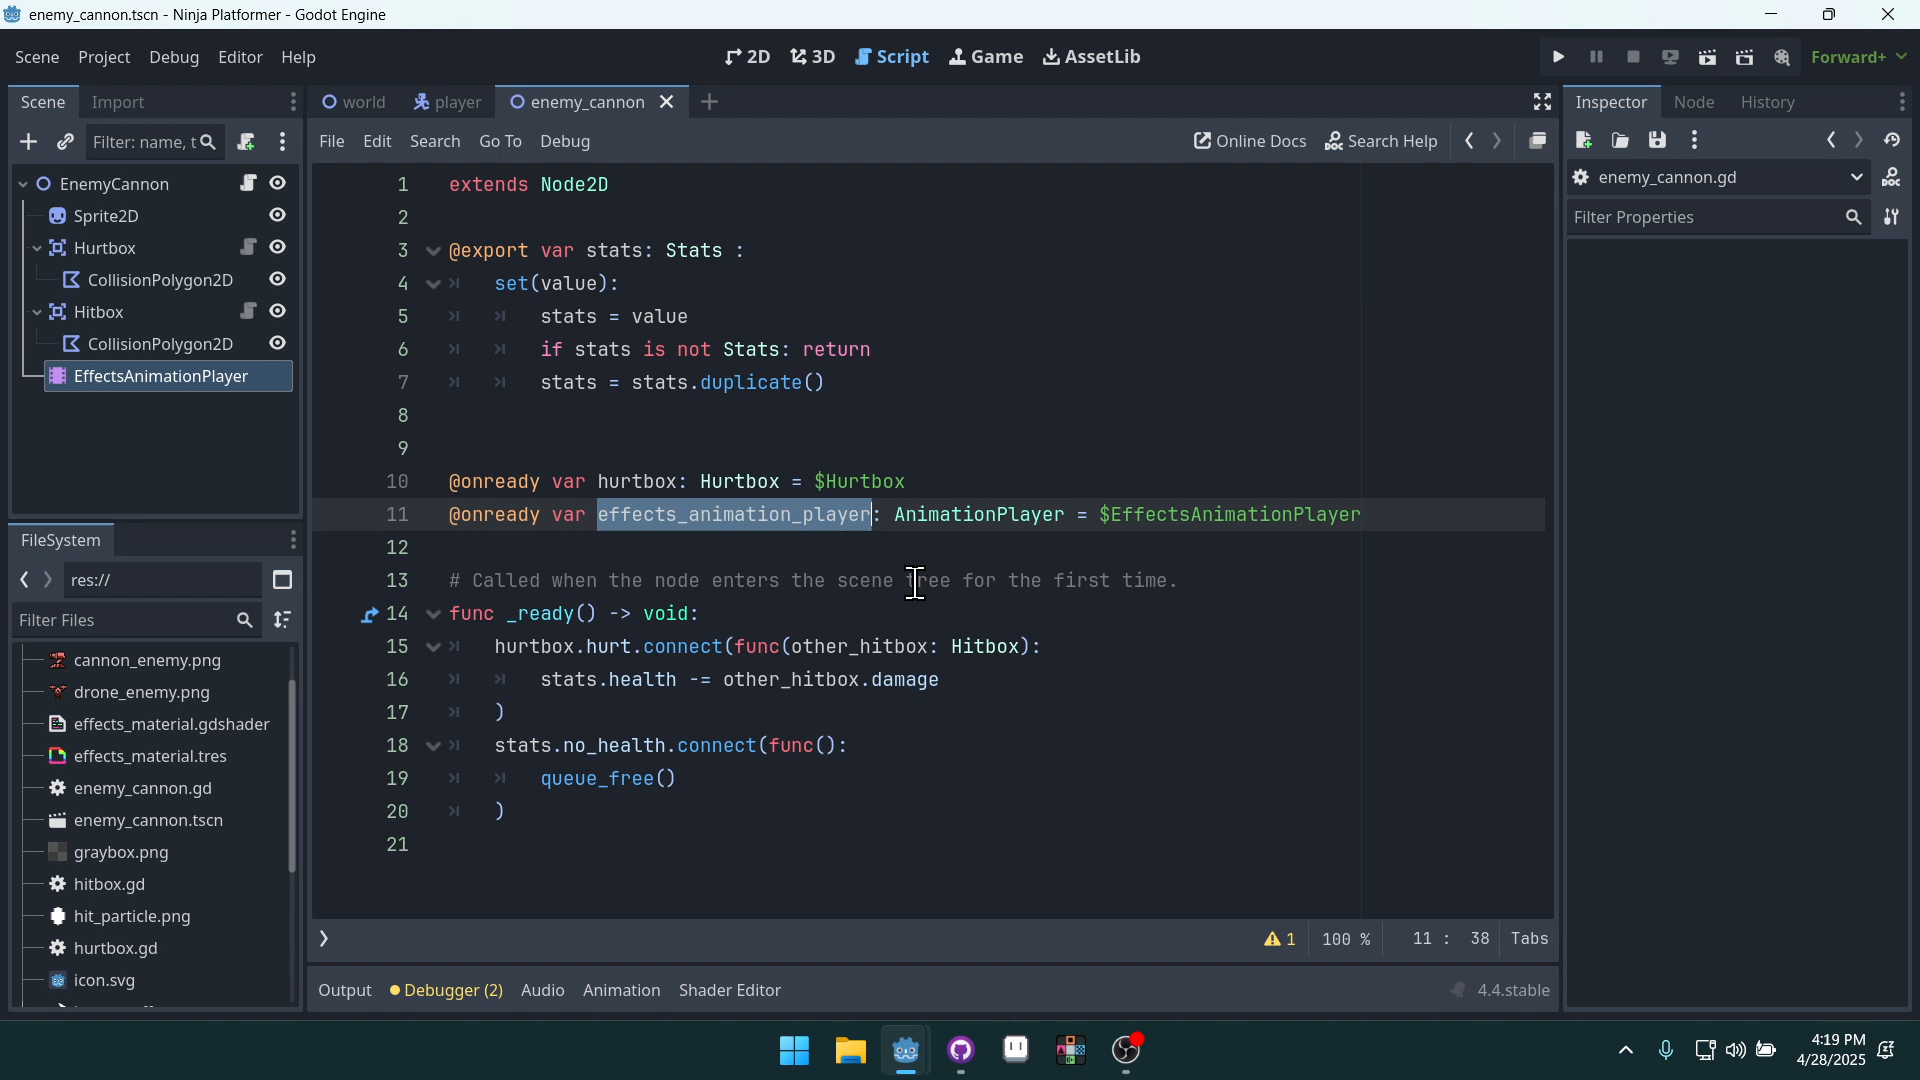 enemy_cannon.tscn - Ninja Platformer - Godot Engine
Scene Project Debug Editor Help
2D 3D Script Game AssetLib
Forward+
Scene Import
world player enemy_cannon
Inspector Node History
Filter: name, t
File Edit Search Go To Debug
Online Docs Search Help
enemy_cannon.gd
Filter Properties
EnemyCannon
Sprite2D
Hurtbox
CollisionPolygon2D
Hitbox
CollisionPolygon2D
EffectsAnimationPlayer
1 extends Node2D
2
3 @export var stats: Stats :
4 set(value):
5 stats = value
6 if stats is not Stats: return
7 stats = stats.duplicate()
8
9
10 @onready var hurtbox: Hurtbox = $Hurtbox
11 @onready var effects_animation_player: AnimationPlayer = $EffectsAnimationPlayer
12
13 # Called when the node enters the scene tree for the first time.
14 func _ready() -> void:
15 hurtbox.hurt.connect(func(other_hitbox: Hitbox):
16 stats.health -= other_hitbox.damage
17 )
18 stats.no_health.connect(func():
19 queue_free()
20 )
21
FileSystem
res://
Filter Files
cannon_enemy.png
drone_enemy.png
effects_material.gdshader
effects_material.tres
enemy_cannon.gd
enemy_cannon.tscn
graybox.png
hitbox.gd
hit_particle.png
hurtbox.gd
icon.svg
1 100 % 11 : 38 Tabs
Output Debugger (2) Audio Animation Shader Editor
4.4.stable
4:19 PM
4/28/2025